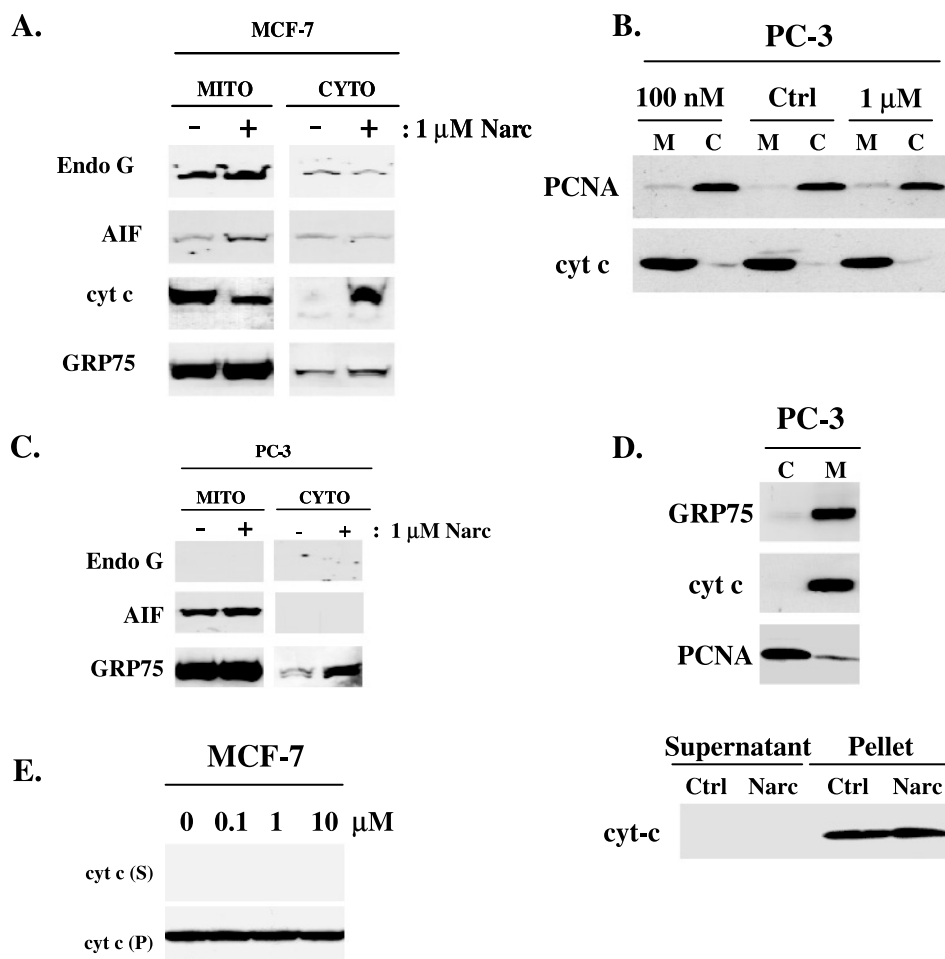 A.
MCF-7
MITO CYTO
- + - + : 1 μM Narc
Endo G
AIF
cyt c
GRP75
B.
PC-3
100 nM Ctrl 1 μM
M C M C M C
PCNA
cyt c
C.
PC-3
MITO CYTO
- + - + : 1 μM Narc
Endo G
AIF
GRP75
D.
PC-3
C M
GRP75
cyt c
PCNA
Supernatant Pellet
Ctrl Narc Ctrl Narc
cyt-c
E.
MCF-7
0 0.1 1 10 μM
cyt c (S)
cyt c (P)